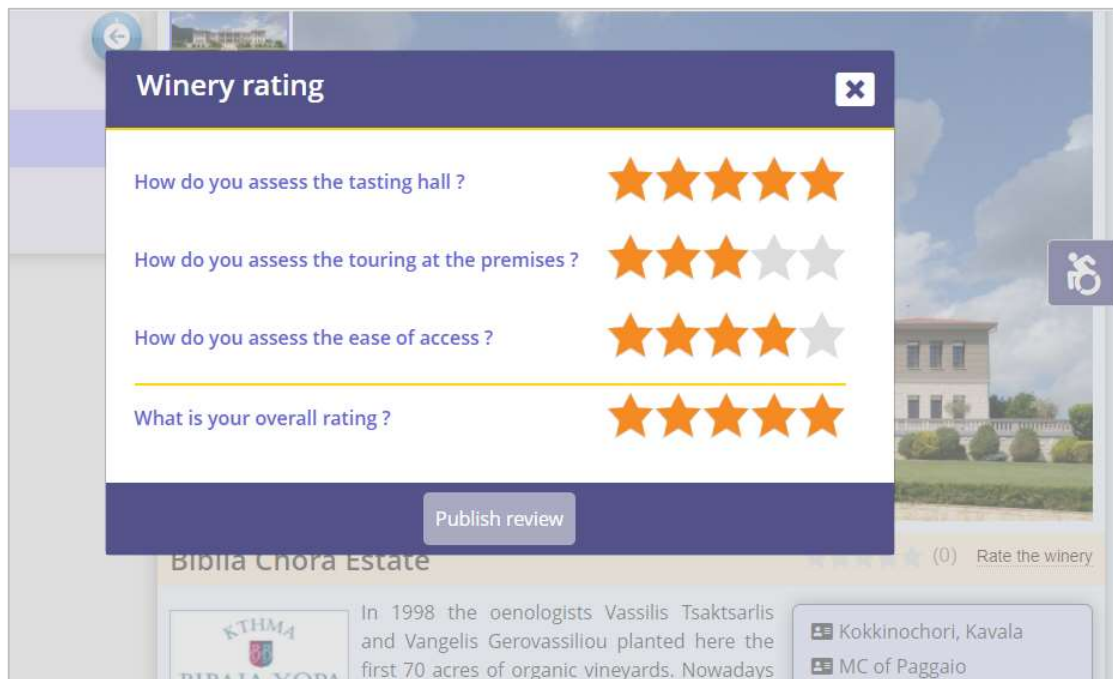 Winery rating
How do you assess the tasting hall ?
How do you assess the touring at the premises ?
How do you assess the ease of access ?
What is your overall rating ?
Publish review
Biblia Chora Estate
(0) Rate the winery
ΚΤΗΜΑ
ΒΙΒΛΙΑ ΧΩΡΑ
In 1998 the oenologists Vassilis Tsaktsarlis
and Vangelis Gerovassiliou planted here the
first 70 acres of organic vineyards. Nowadays
Kokkinochori, Kavala
MC of Paggaio